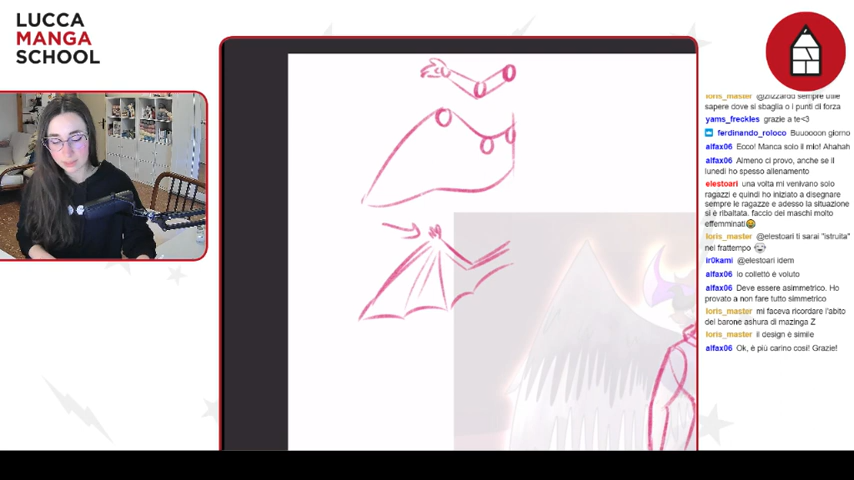 LUCCA
MANGA
SCHOOL
sapere dove si sbaglia o i punti di forza
yams_freckles grazie a te<3
ferdinando_roloco Buuoooon giorno
alfax06 Ecco! Manca solo il mio! Ahahah
alfax06 Almeno ci provo, anche se il
lunedì ho spesso allenamento
elestoari una volta mi venivano solo
ragazzi e quindi ho iniziato a disegnare
sempre le ragazze e adesso la situazione
si è ribaltata. faccio dei maschi molto
effemminati😅
loris_master @elestoari ti sarai "istruita"
nel frattempo
ir0kami @elestoari idem
alfax06 Io colletto è voluto
alfax06 Deve essere asimmetrico. Ho
provato a non fare tutto simmetrico
loris_master mi faceva ricordare l'abito
del barone ashura di mazinga Z
loris_master il design è simile
alfax06 Ok, è più carino così! Grazie!